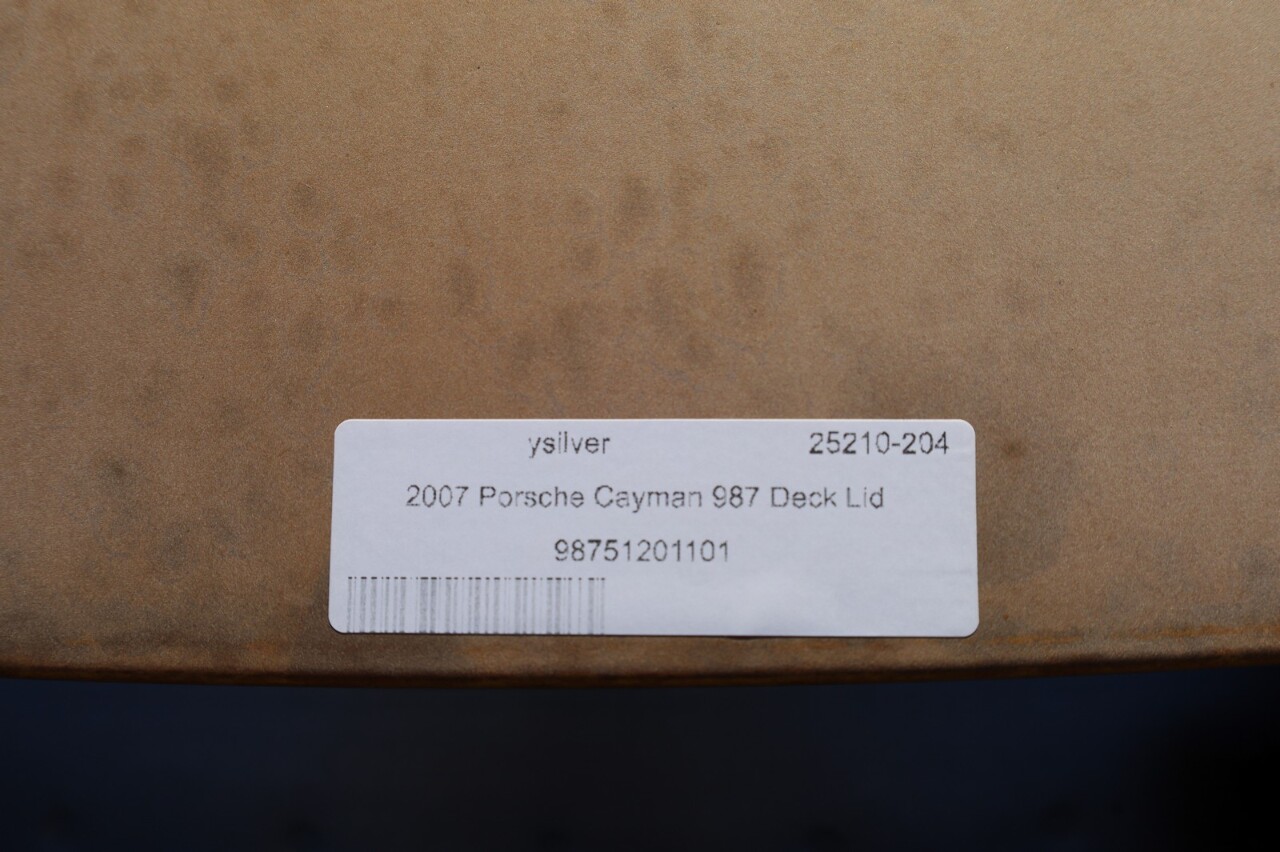 ysilver 25210-204
2007 Porsche Cayman 987 Deck Lid
98751201101